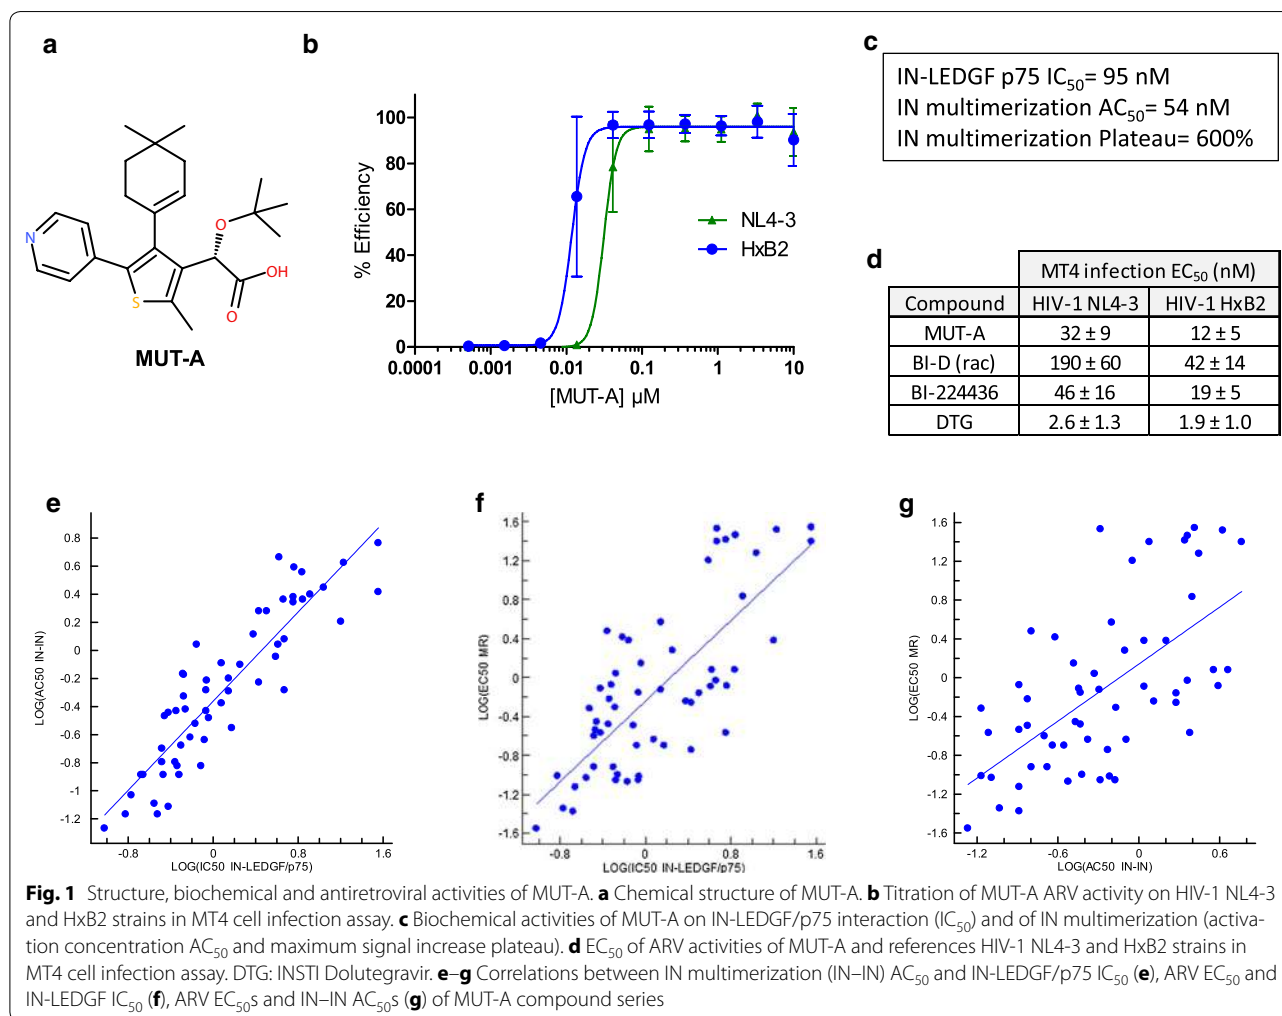 a
N
O
OH
O
S
MUT-A
b
% Efficiency
100
80
60
40
20
0
0.0001
0.001
0.01
0.1
1
10
[MUT-A] µM
NL4-3
HxB2
c
IN-LEDGF p75 IC50= 95 nM
IN multimerization AC50= 54 nM
IN multimerization Plateau= 600%
d
MT4 infection EC50 (nM)
Compound HIV-1 NL4-3 HIV-1 HxB2
MUT-A 32 ± 9 12 ± 5
BI-D (rac) 190 ± 60 42 ± 14
BI-224436 46 ± 16 19 ± 5
DTG 2.6 ± 1.3 1.9 ± 1.0
e
LOG(AC50 IN-IN)
0.8
0.6
0.4
0.2
0
-0.2
-0.4
-0.6
-0.8
-1
-1.2
-0.8 0 0.8 1.6
LOG(IC50 IN-LEDGF/p75)
f
LOG(EC50 MR)
1.6
1.2
0.8
0.4
0
-0.4
-0.8
-1.2
-1.6
-0.8 0 0.8 1.6
LOG(IC50 IN-LEDGF/p75)
g
LOG(EC50 MR)
1.6
1.2
0.8
0.4
0
-0.4
-0.8
-1.2
-1.6
-1.2 -0.6 0 0.6
LOG(AC50 IN-IN)
Fig. 1 Structure, biochemical and antiretroviral activities of MUT-A. a Chemical structure of MUT-A. b Titration of MUT-A ARV activity on HIV-1 NL4-3
and HxB2 strains in MT4 cell infection assay. c Biochemical activities of MUT-A on IN-LEDGF/p75 interaction (IC50) and of IN multimerization (activa-
tion concentration AC50 and maximum signal increase plateau). d EC50 of ARV activities of MUT-A and references HIV-1 NL4-3 and HxB2 strains in
MT4 cell infection assay. DTG: INSTI Dolutegravir. e–g Correlations between IN multimerization (IN–IN) AC50 and IN-LEDGF/p75 IC50 (e), ARV EC50 and
IN-LEDGF IC50 (f), ARV EC50s and IN–IN AC50s (g) of MUT-A compound series